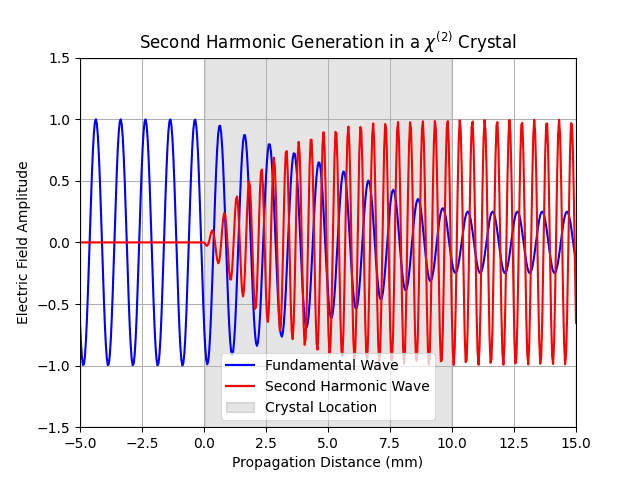 Second Harmonic Generation in a χ(2) Crystal
Electric Field Amplitude
1.5
1.0
0.5
0.0
−0.5
−1.0
−1.5
Fundamental Wave
Second Harmonic Wave
Crystal Location
−5.0 −2.5 0.0 2.5 5.0 7.5 10.0 12.5 15.0
Propagation Distance (mm)